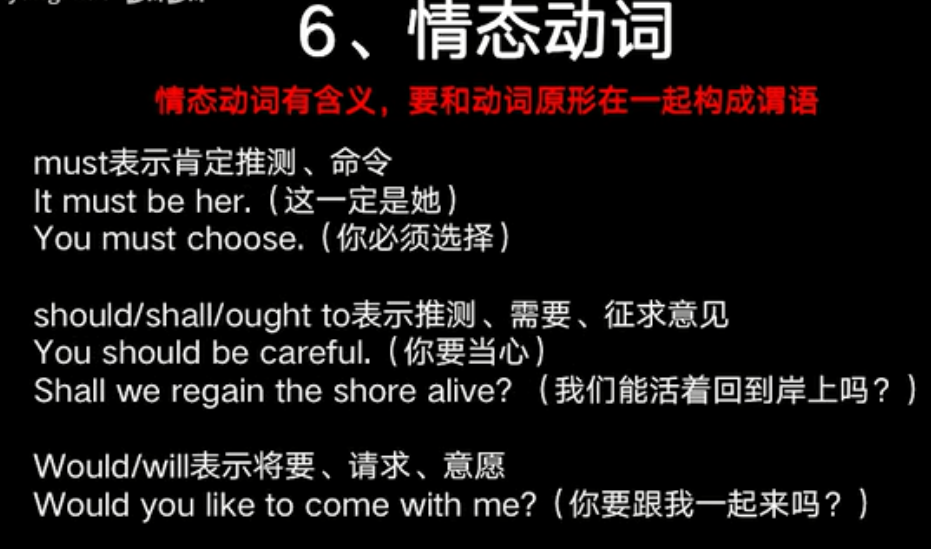 6、情态动词
情态动词有含义，要和动词原形在一起构成谓语
must表示肯定推测、命令
It must be her.（这一定是她）
You must choose.（你必须选择）
should/shall/ought to表示推测、需要、征求意见
You should be careful.（你要当心）
Shall we regain the shore alive? （我们能活着回到岸上吗？）
Would/will表示将要、请求、意愿
Would you like to come with me?（你要跟我一起来吗？）